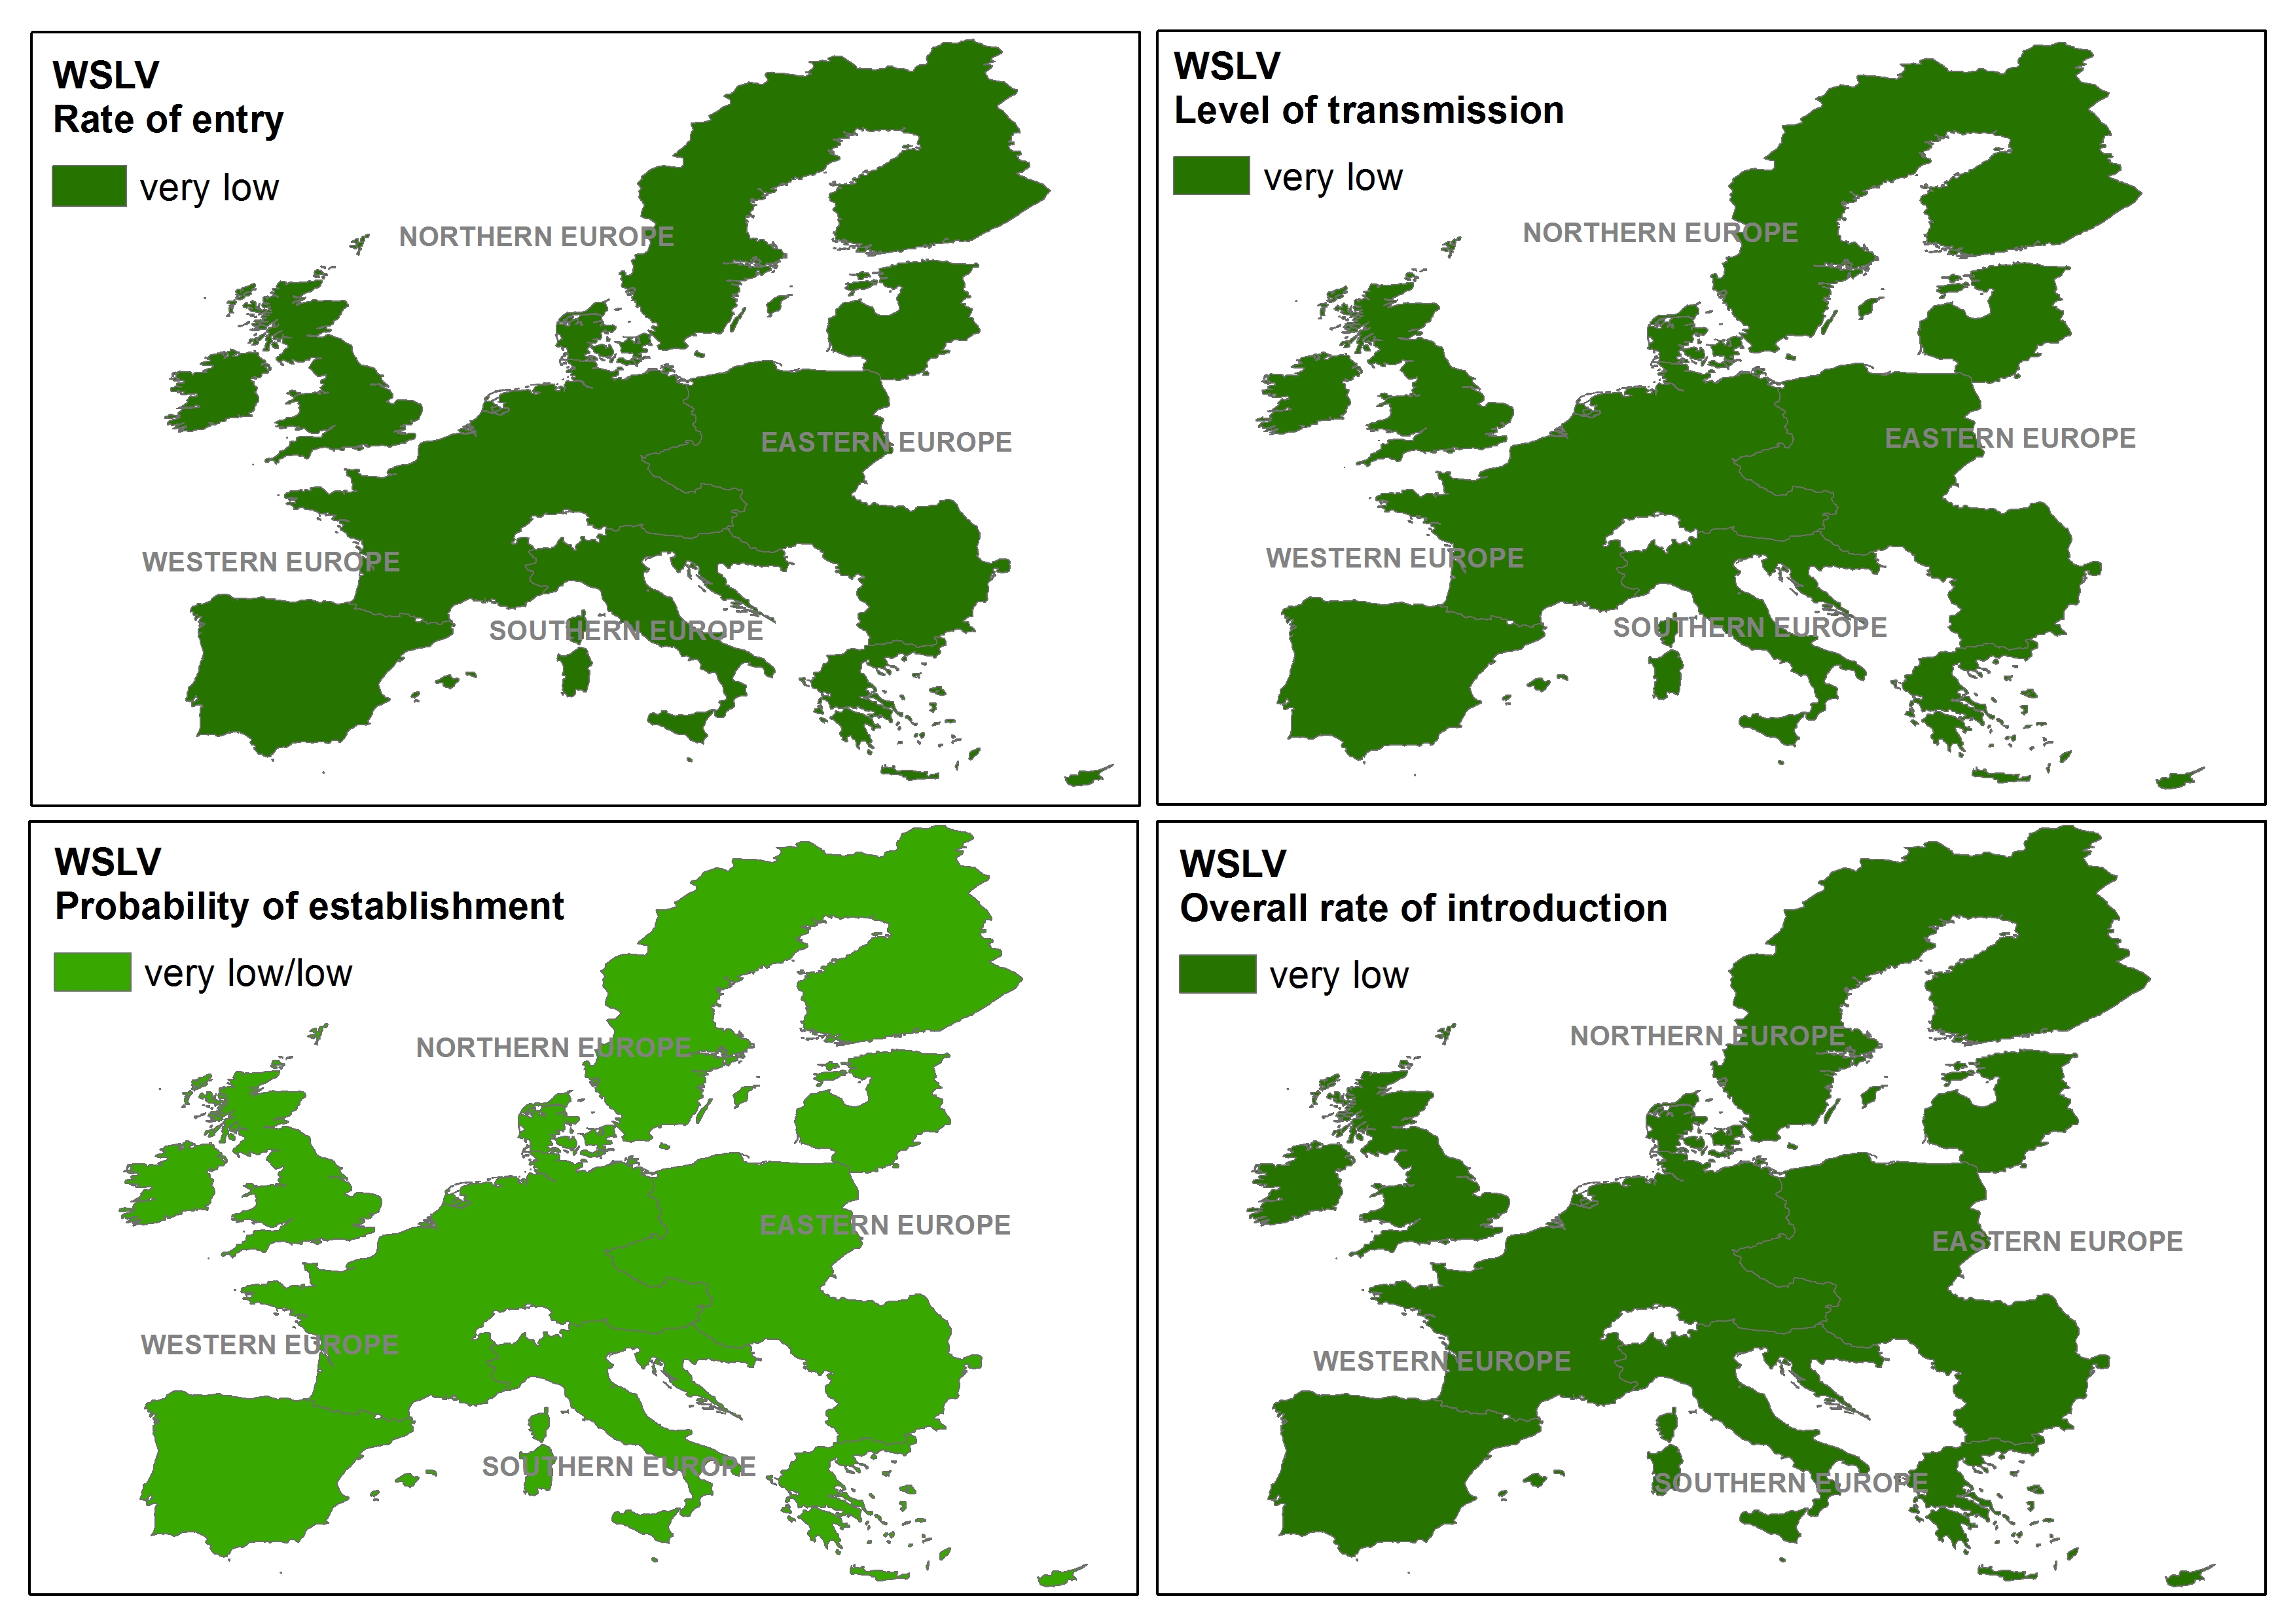 WSLV
Rate of entry
very low
NORTHERN EUROPE
EASTERN EUROPE
WESTERN EUROPE
SOUTHERN EUROPE
WSLV
Level of transmission
very low
NORTHERN EUROPE
EASTERN EUROPE
WESTERN EUROPE
SOUTHERN EUROPE
WSLV
Probability of establishment
very low/low
NORTHERN EUROPE
EASTERN EUROPE
WESTERN EUROPE
SOUTHERN EUROPE
WSLV
Overall rate of introduction
very low
NORTHERN EUROPE
EASTERN EUROPE
WESTERN EUROPE
SOUTHERN EUROPE